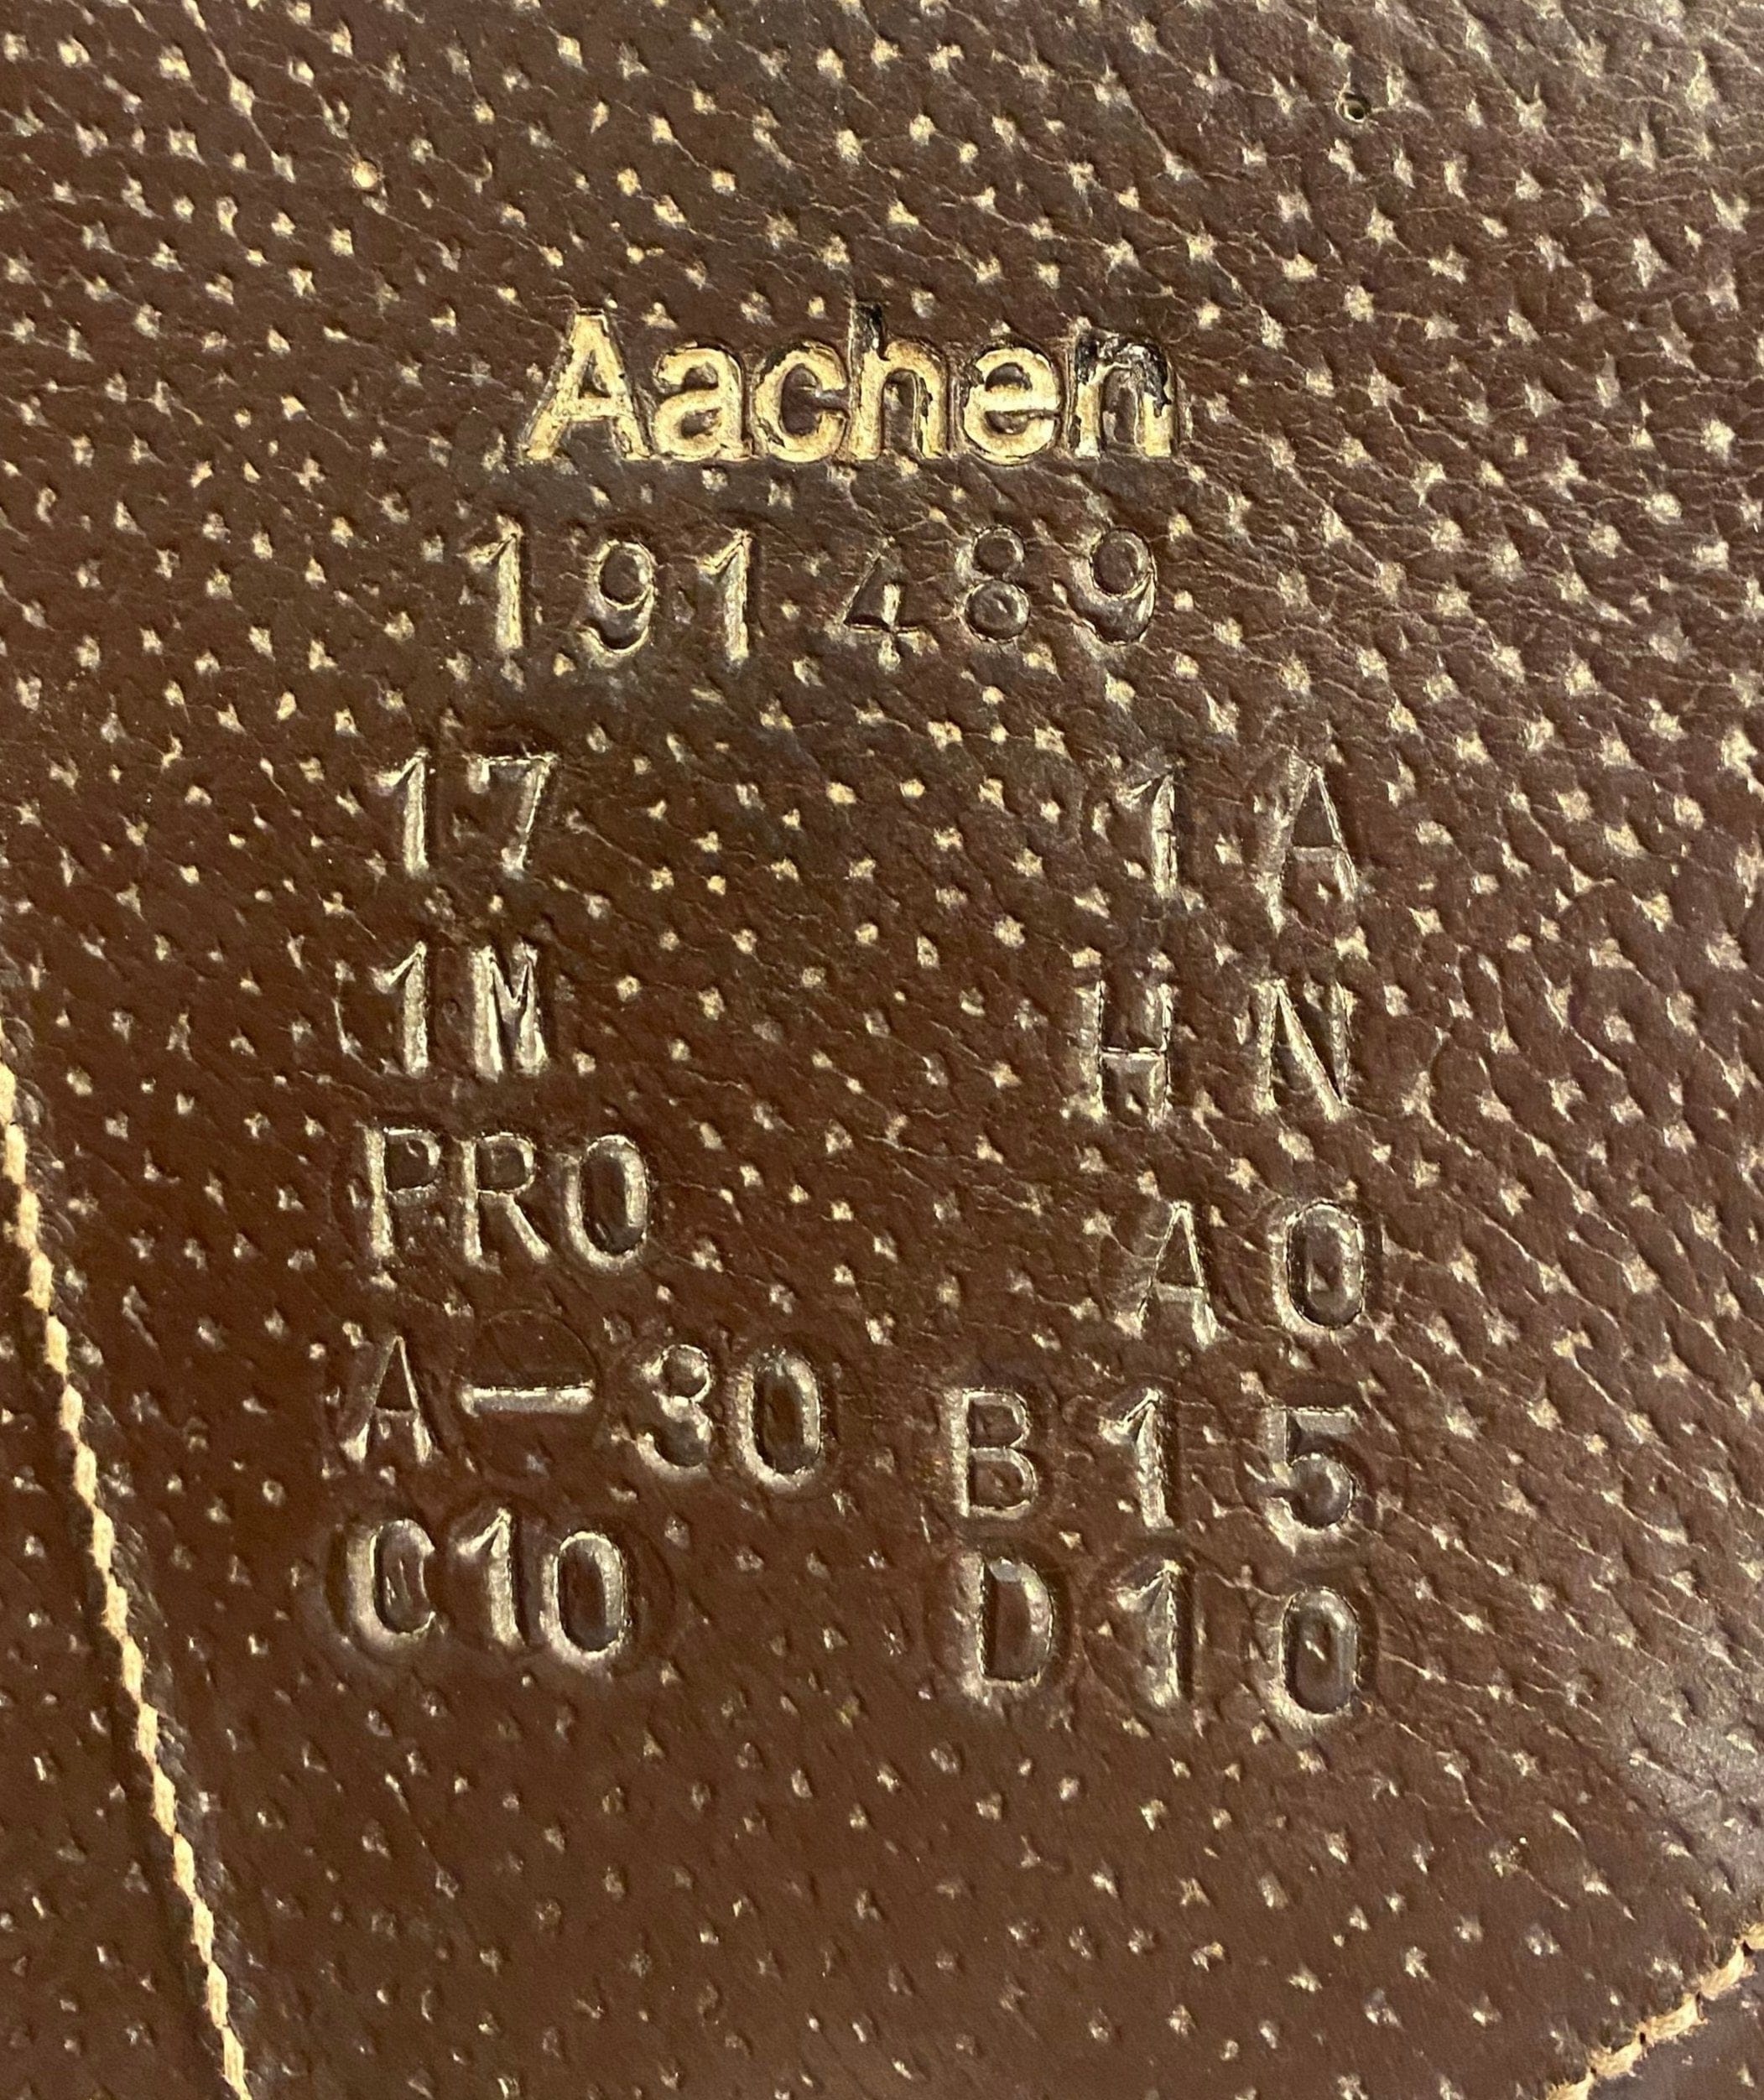 Aachen
191489
17 1A
1M HN
PRO A0
A-30 B15
C10 D10